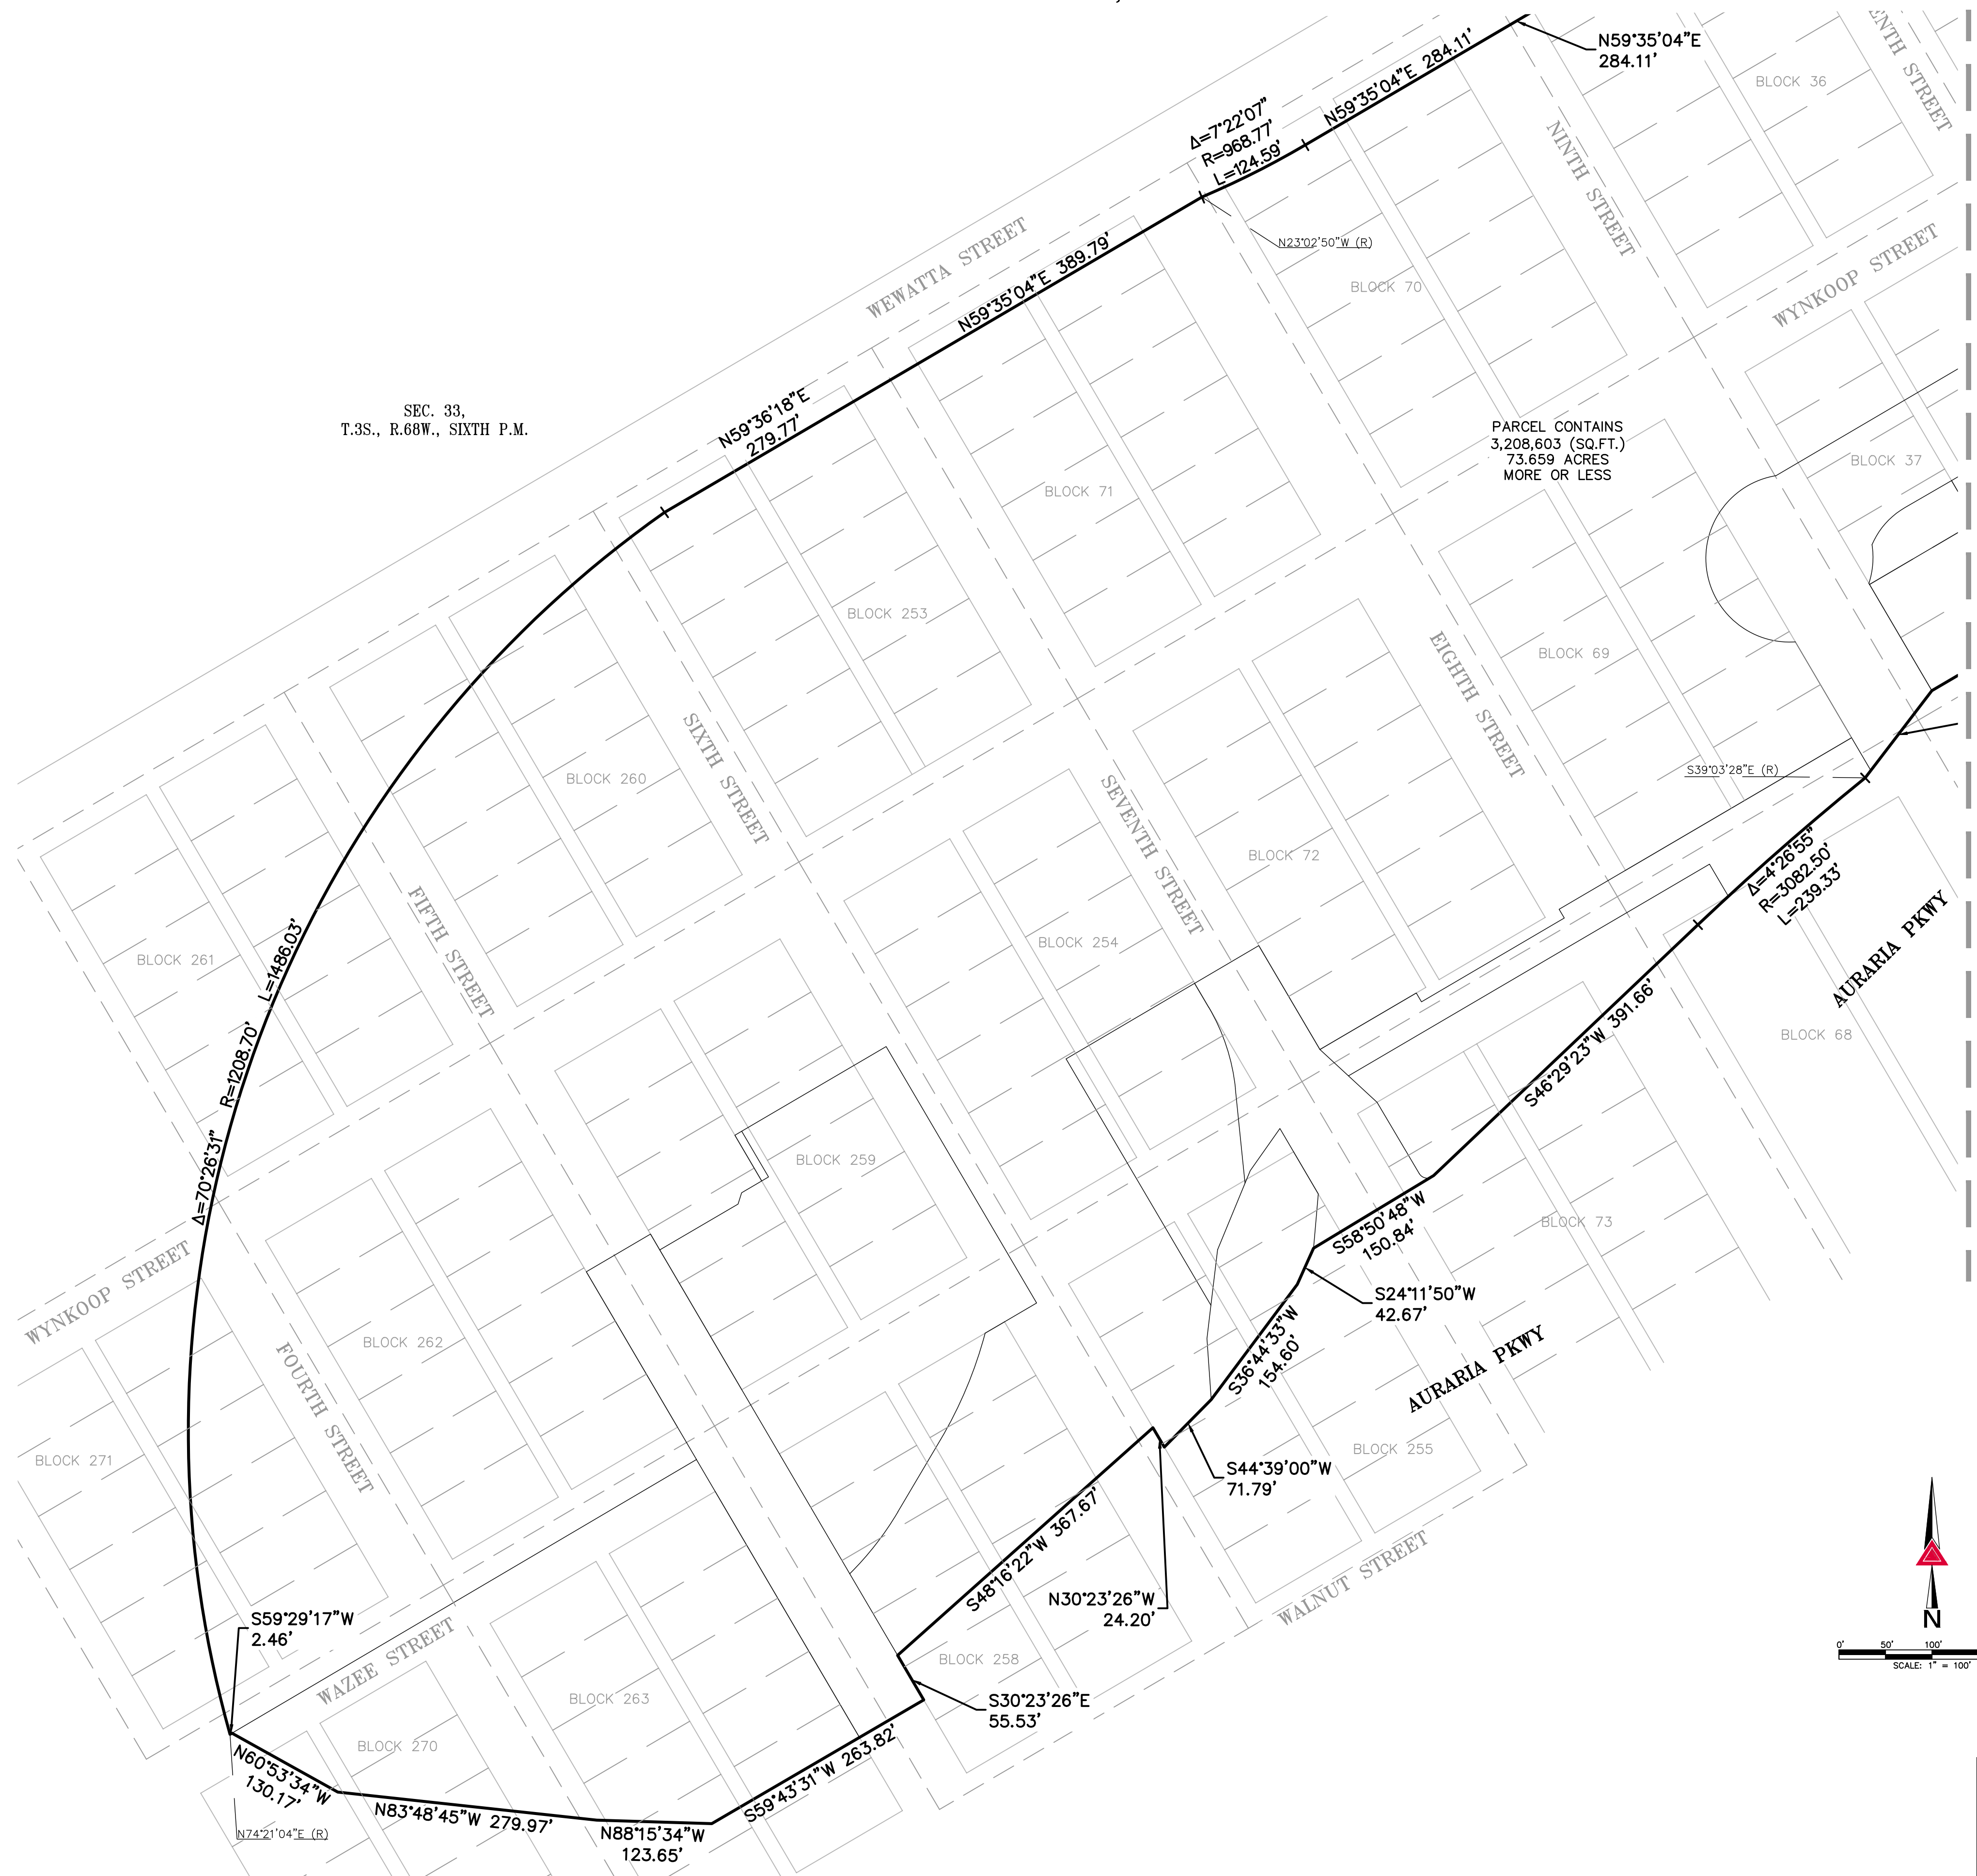 N59°35'04"E
284.11'
N59°35'04"E 284.11'
Δ=7°22'07"
R=968.77'
L=124.59'
BLOCK 36
NINTH STREET
ENTH STREET
WEWATTA STREET
N23°02'50"W (R)
N59°35'04"E 389.79'
BLOCK 70
WYNKOOP STREET
SEC. 33,
T.3S., R.68W., SIXTH P.M.
N59°36'18"E
279.77'
PARCEL CONTAINS
3,208,603 (SQ.FT.)
73.659 ACRES
MORE OR LESS
BLOCK 37
BLOCK 71
BLOCK 253
BLOCK 69
EIGHTH STREET
BLOCK 260
SIXTH STREET
SEVENTH STREET
S39°03'28"E (R)
BLOCK 72
Δ=4°26'55"
R=3082.50'
L=239.33'
AURARIA PKWY
FIFTH STREET
BLOCK 254
BLOCK 261
L=1486.03'
R=1208.70'
Δ=70°26'31"
S46°29'23"W 391.66'
BLOCK 68
BLOCK 259
BLOCK 73
S58°50'48"W
150.84'
WYNKOOP STREET
BLOCK 262
S24°11'50"W
42.67'
S36°44'33"W
154.60'
AURARIA PKWY
FOURTH STREET
BLOCK 271
BLOCK 255
S44°39'00"W
71.79'
S48°16'22"W 367.67'
N30°23'26"W
24.20'
WALNUT STREET
S59°29'17"W
2.46'
WAZEE STREET
BLOCK 258
BLOCK 263
S30°23'26"E
55.53'
BLOCK 270
S59°43'31"W 263.82'
N60°53'34"W
130.17'
N83°48'45"W 279.97'
N88°15'34"W
123.65'
N74°21'04"E (R)
N
0' 50' 100'
SCALE: 1" = 100'